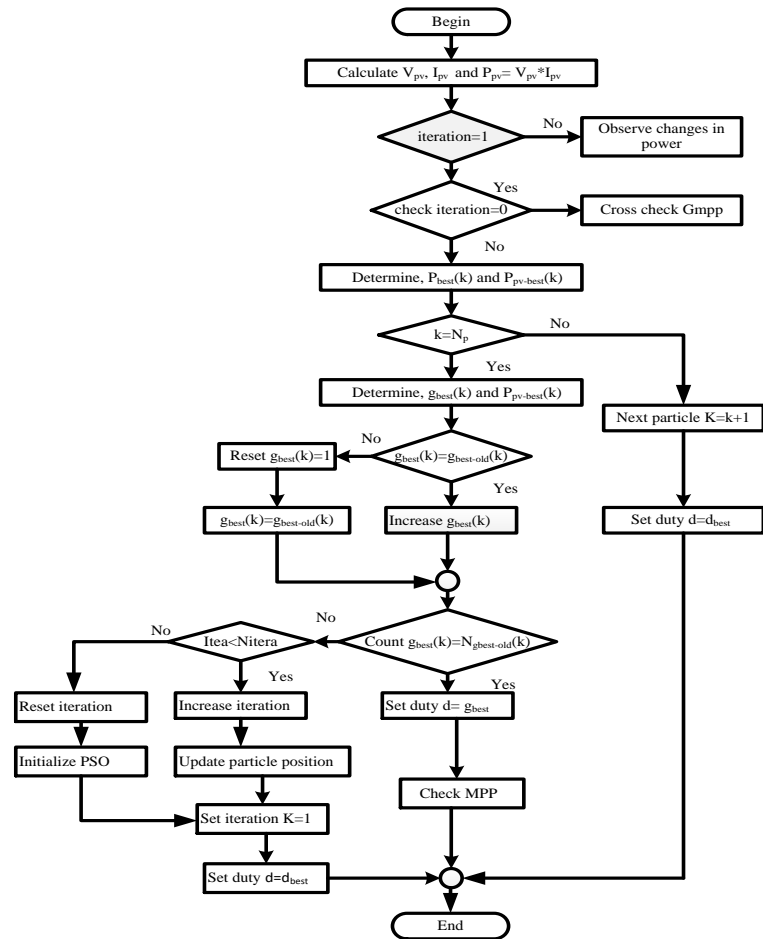 Begin
Calculate Vpv, Ipv and Ppv= Vpv*Ipv
iteration=1
No
Observe changes in
power
Yes
check iteration=0
Cross check Gmpp
No
Determine, Pbest(k) and Ppv-best(k)
k=Np
No
Yes
Determine, gbest(k) and Ppv-best(k)
Next particle K=k+1
No
Reset gbest(k)=1
gbest(k)=gbest-old(k)
Yes
gbest(k)=gbest-old(k)
Increase gbest(k)
Set duty d=dbest
No
No
Itea<Nitera
Count gbest(k)=Ngbest-old(k)
Yes
Yes
Reset iteration
Increase iteration
Set duty d= gbest
Initialize PSO
Update particle position
Check MPP
Set iteration K=1
Set duty d=dbest
End